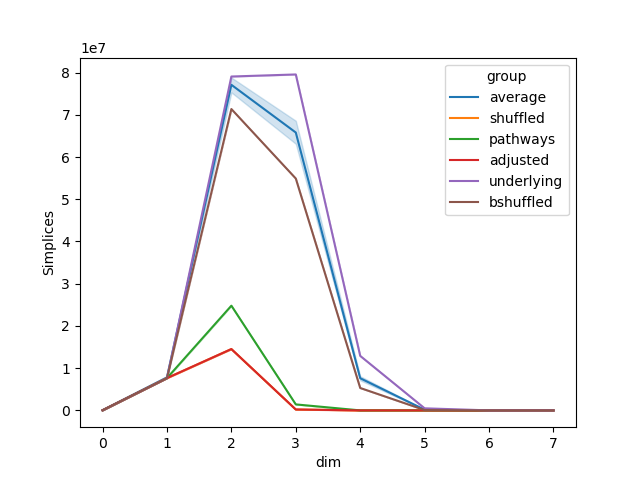 1e7
8
7
6
5
4
3
2
1
0
Simplices
group
average
shuffled
pathways
adjusted
underlying
bshuffled
0 1 2 3 4 5 6 7
dim